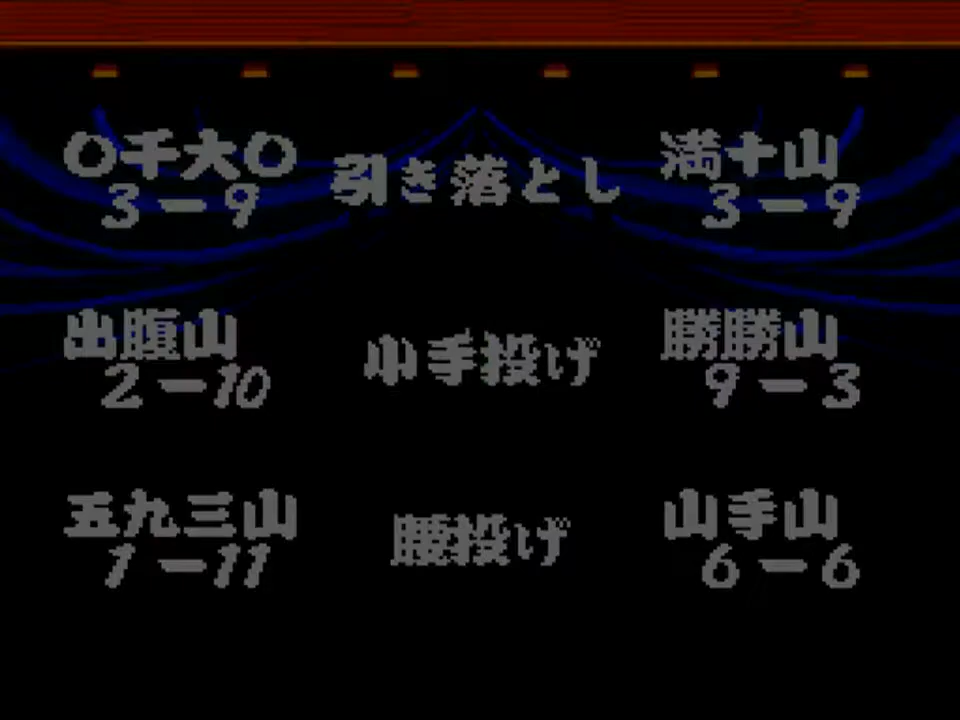 〇千大〇 引き落とし 満十山
3-9 3-9
出腹山 小手投げ 勝勝山
2-10 9-3
五九三山 腰投げ 山手山
1-11 6-6